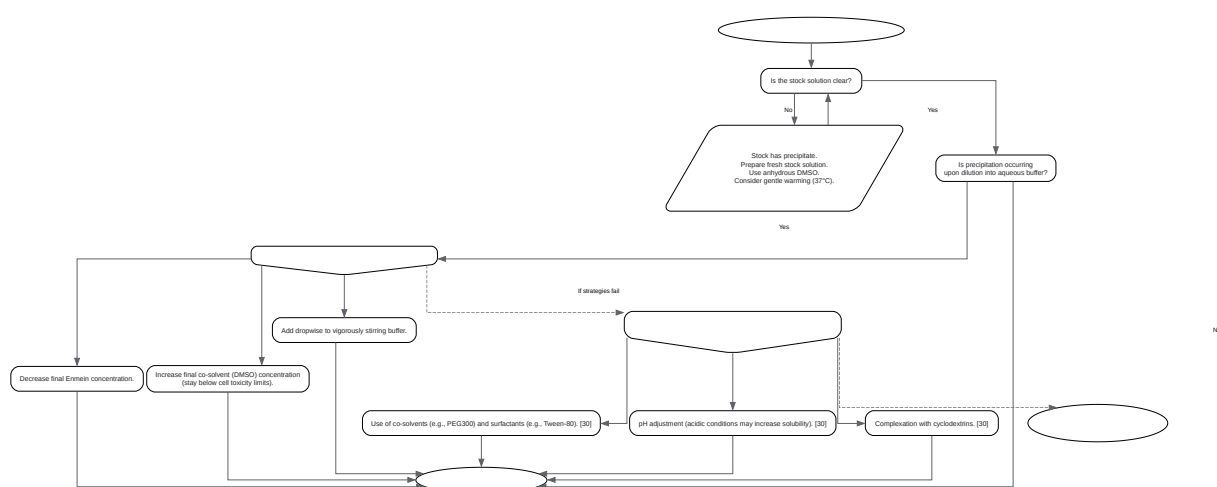 Is the stock solution clear?
No
Yes
Stock has precipitate.
Prepare fresh stock solution.
Use anhydrous DMSO.
Consider gentle warming (37°C).
Is precipitation occurring
upon dilution into aqueous buffer?
Yes
If strategies fail
Add dropwise to vigorously stirring buffer.
N
Decrease final Enmein concentration.
Increase final co-solvent (DMSO) concentration
(stay below cell toxicity limits).
Use of co-solvents (e.g., PEG300) and surfactants (e.g., Tween-80). [30]
pH adjustment (acidic conditions may increase solubility). [30]
Complexation with cyclodextrins. [30]